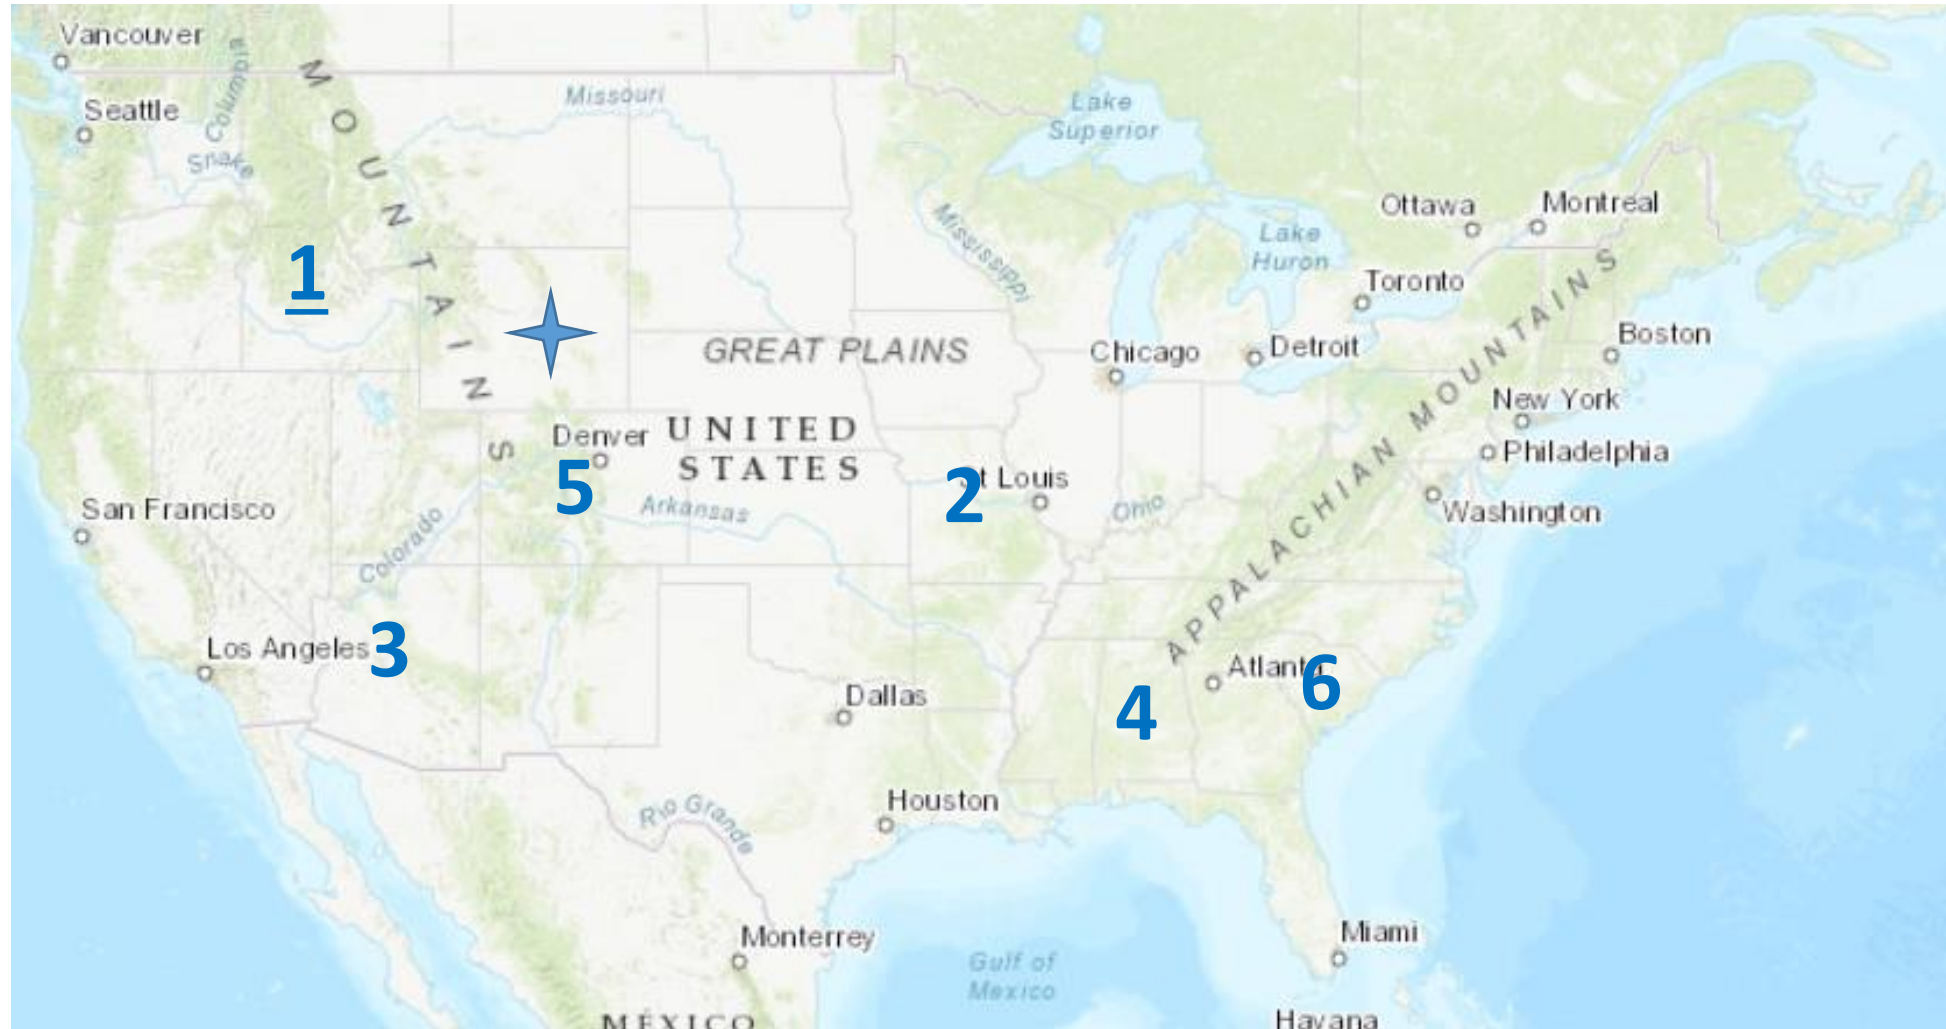 Vancouver
Seattle
Columbia
Snake
MOUNTAINS
Missouri
Lake
Superior
Mississippi
Ottawa
Montreal
Lake
Huron
Toronto
1
GREAT PLAINS
Chicago
Detroit
Boston
New York
Philadelphia
Washington
APPALACHIAN MOUNTAINS
Denver
UNITED
STATES
5
2
St Louis
Ohio
Arkansas
San Francisco
Colorado
Los Angeles
3
Atlanta
6
4
Dallas
Houston
Rio Grande
Monterrey
Gulf of
Mexico
Miami
MÉXICO
Havana